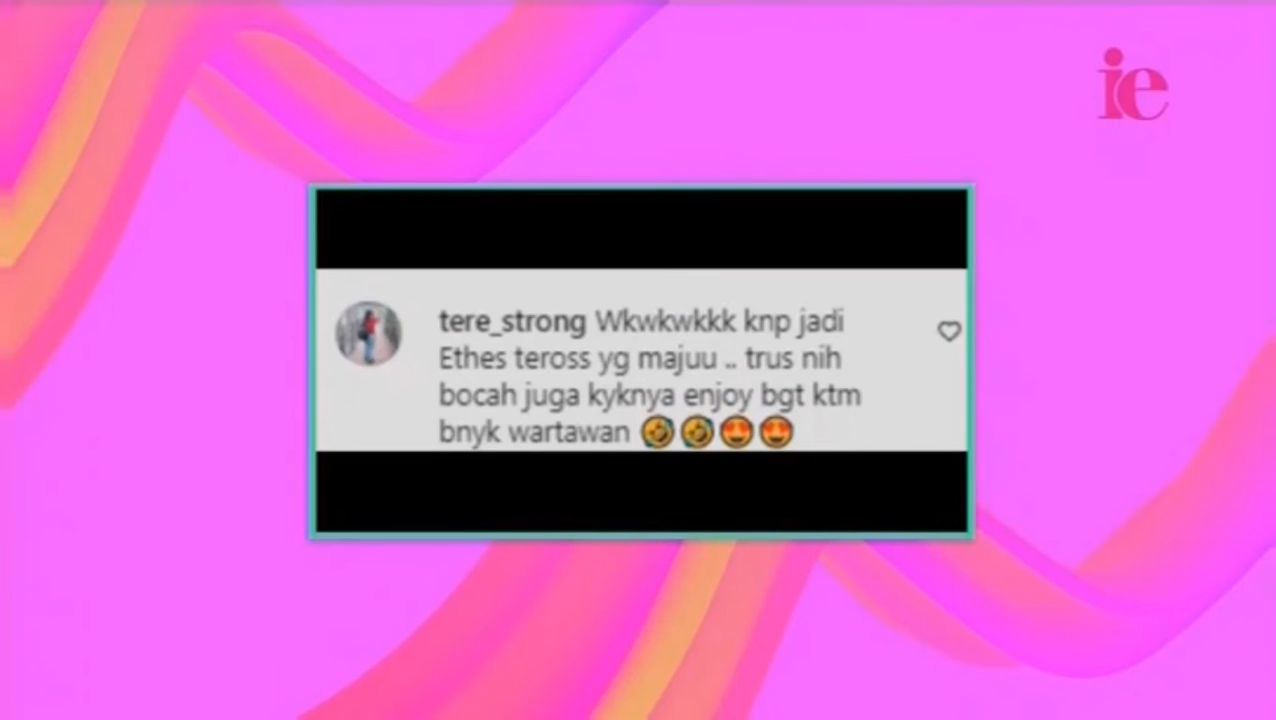 ie
tere_strong Wkwkwkkk knp jadi
Ethes teross yg majuu .. trus nih
bocah juga kyknya enjoy bgt ktm
bnyk wartawan 🤣🤣😍😍